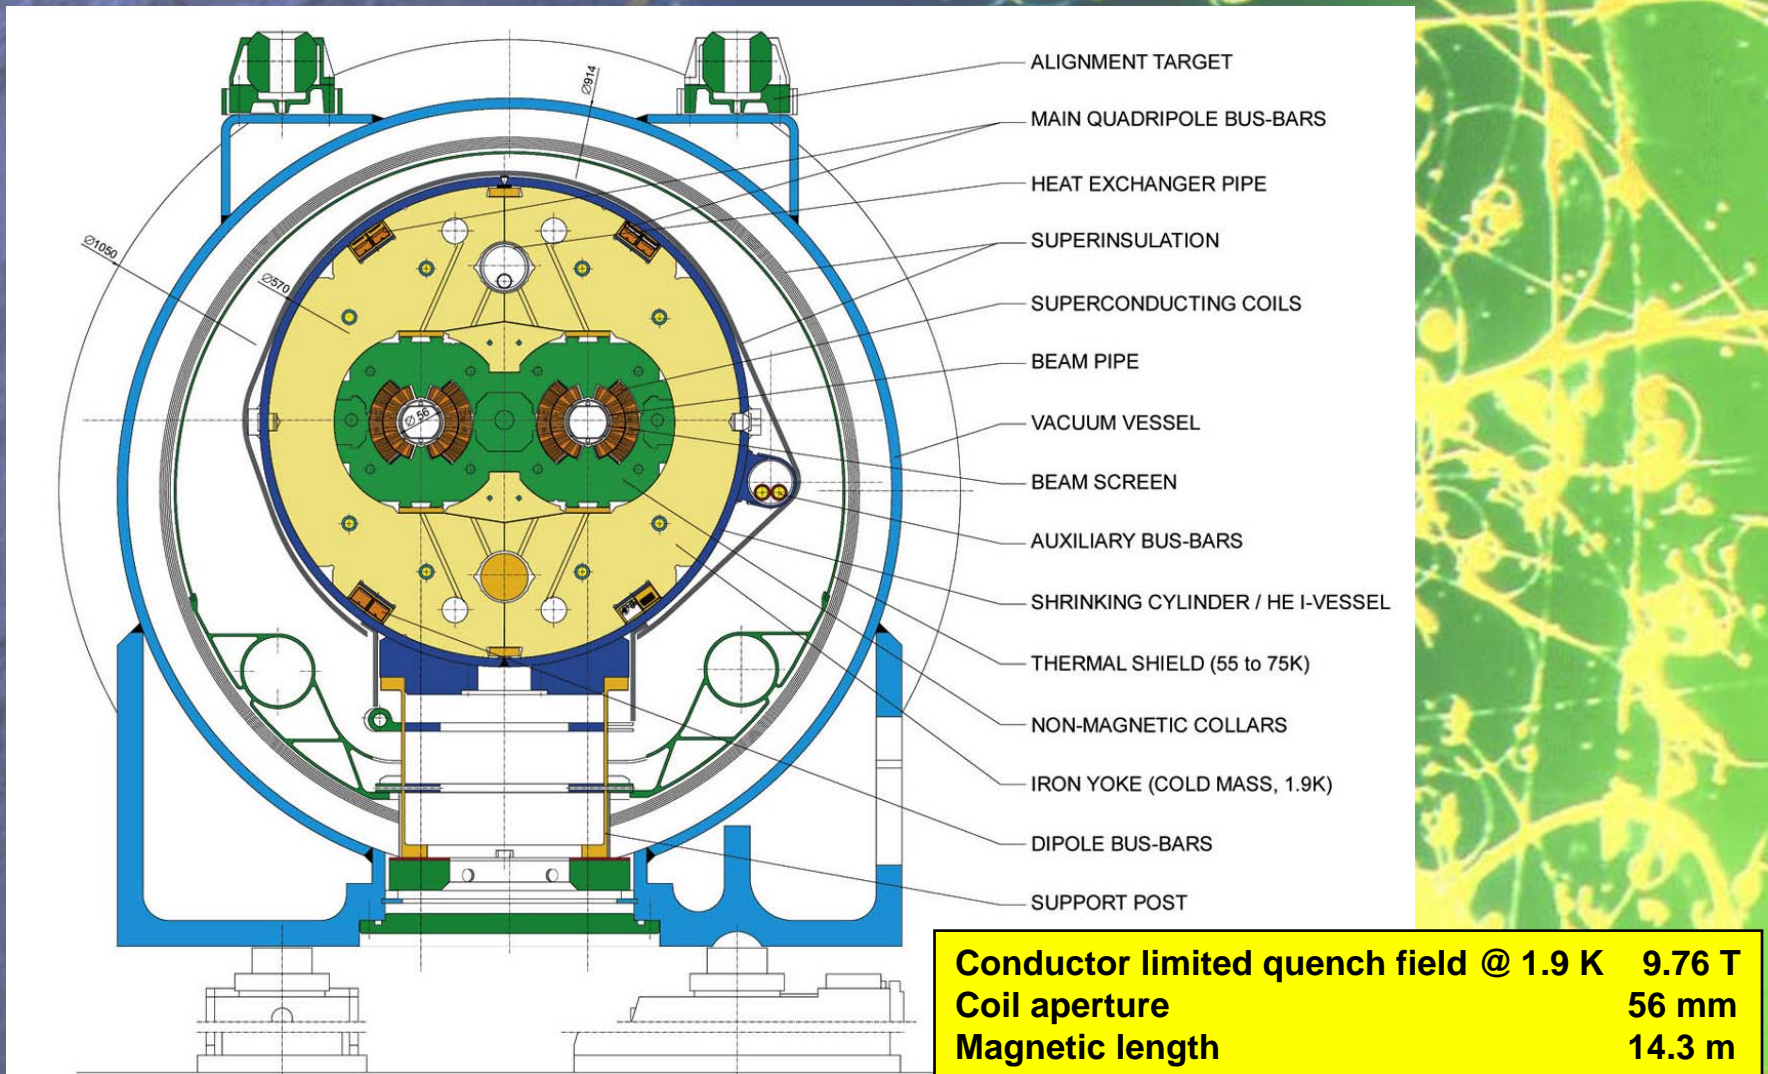 ALIGNMENT TARGET
Ø914
MAIN QUADRIPOLE BUS-BARS
HEAT EXCHANGER PIPE
Ø1050
SUPERINSULATION
Ø570
SUPERCONDUCTING COILS
BEAM PIPE
Ø 56
VACUUM VESSEL
BEAM SCREEN
AUXILIARY BUS-BARS
SHRINKING CYLINDER / HE I-VESSEL
THERMAL SHIELD (55 to 75K)
NON-MAGNETIC COLLARS
IRON YOKE (COLD MASS, 1.9K)
DIPOLE BUS-BARS
SUPPORT POST
Conductor limited quench field @ 1.9 K 9.76 T
Coil aperture 56 mm
Magnetic length 14.3 m